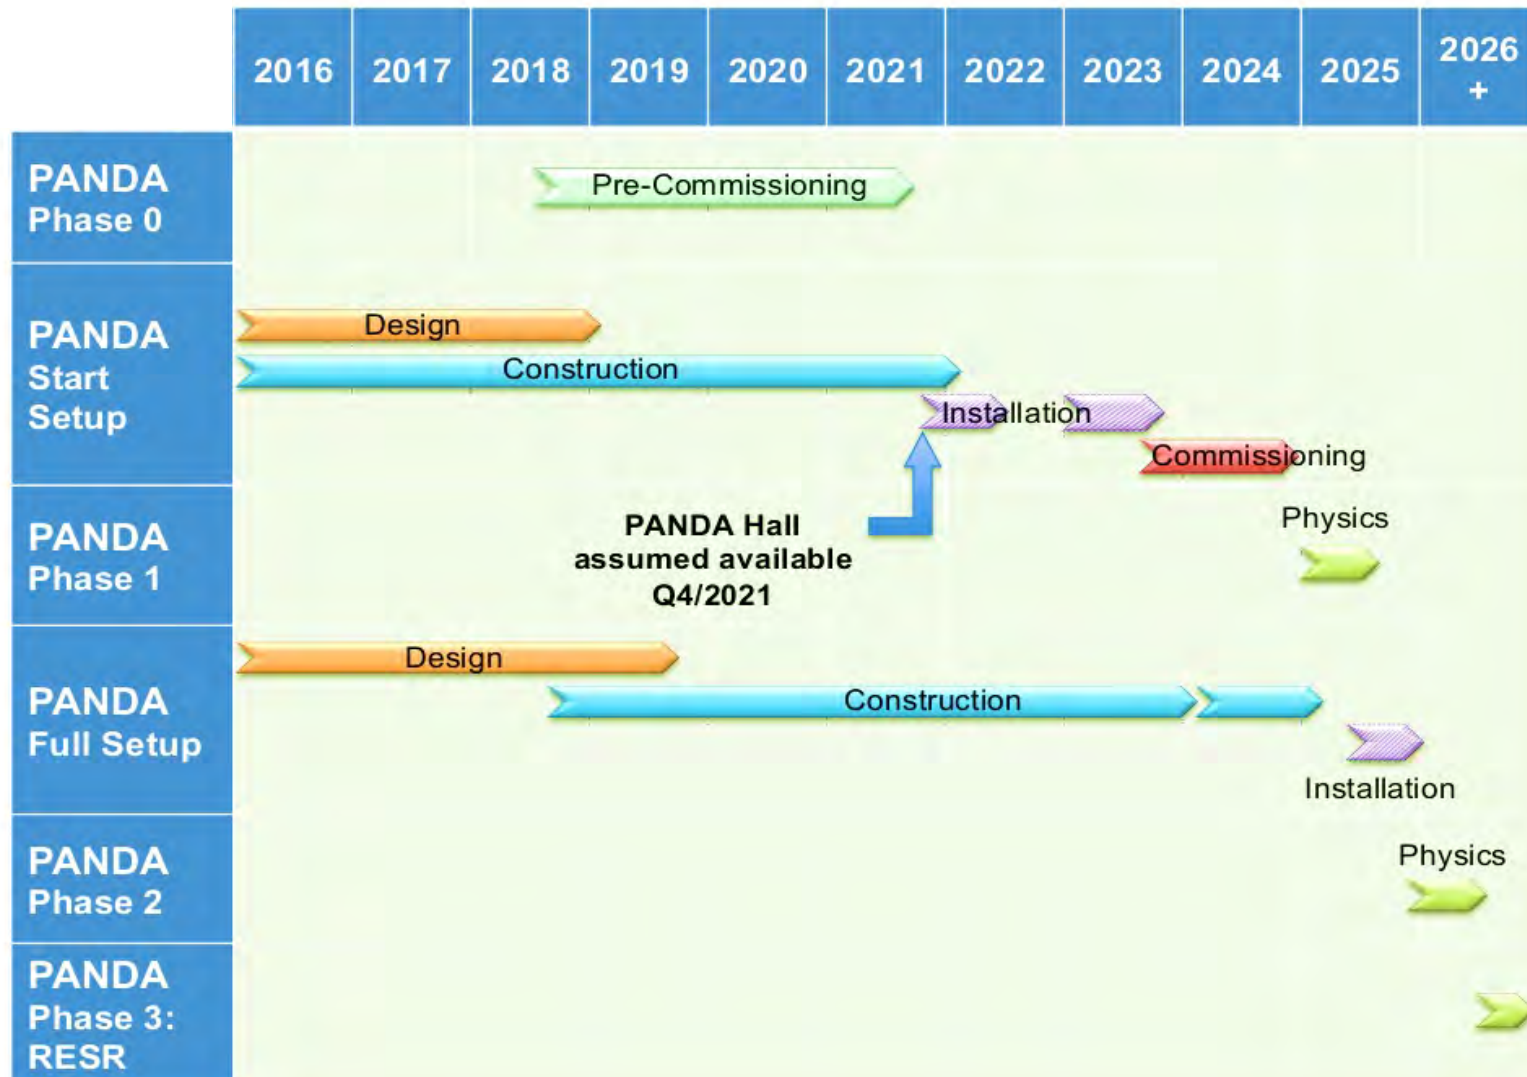 2016 2017 2018 2019 2020 2021 2022 2023 2024 2025 2026
+
PANDA
Phase 0
Pre-Commissioning
PANDA
Start
Setup
Design
Construction
Installation
Commissioning
PANDA
Phase 1
PANDA Hall
assumed available
Q4/2021
Physics
PANDA
Full Setup
Design
Construction
Installation
PANDA
Phase 2
Physics
PANDA
Phase 3:
RESR